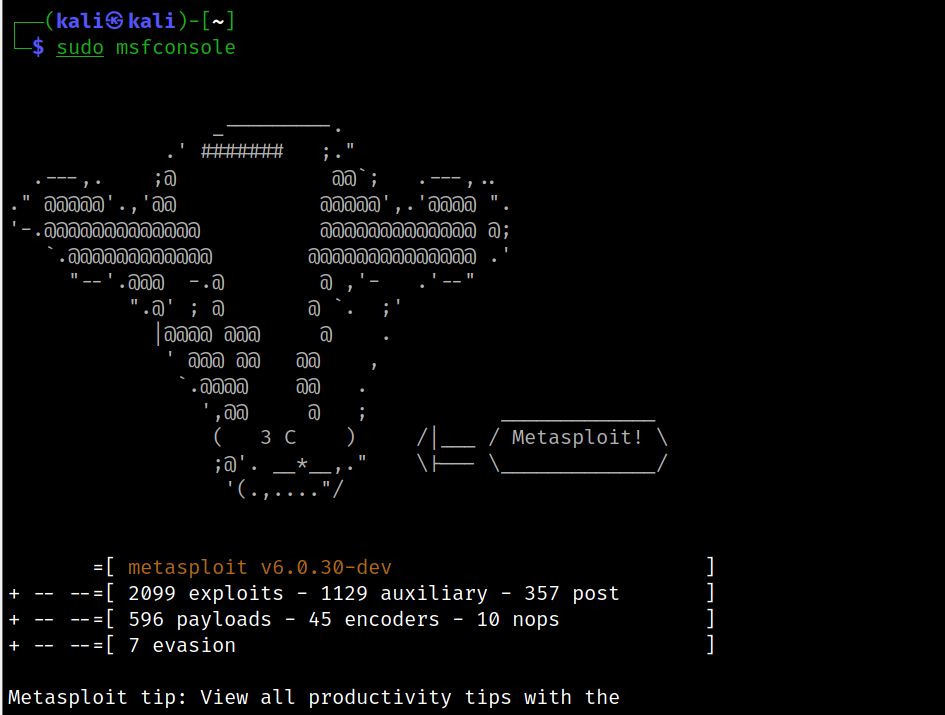 ┌──(kali㉿kali)-[~]
└─$ sudo msfconsole
                  _---------.
             .' #######   ;."
  .---,.    ;@             @@`;   .---,..
." @@@@@'.,'@@            @@@@@',.'@@@@ ".
'-.@@@@@@@@@@@@@          @@@@@@@@@@@@@ @;
   `.@@@@@@@@@@@@        @@@@@@@@@@@@@@ .'
     "--'.@@@  -.@        @ ,'-   .'--"
          ".@' ; @       @ `.  ;'
            |@@@@ @@@     @    .
             ' @@@ @@   @@    ,
              `.@@@@    @@   .
                ',@@     @   ;           _____________
                 (   3 C    )     /|___ / Metasploit! \
                 ;@'. __*__,."    \|--- \_____________/
                  '(.,...."/
       =[ metasploit v6.0.30-dev                          ]
+ -- --=[ 2099 exploits - 1129 auxiliary - 357 post       ]
+ -- --=[ 596 payloads - 45 encoders - 10 nops            ]
+ -- --=[ 7 evasion                                       ]
Metasploit tip: View all productivity tips with the